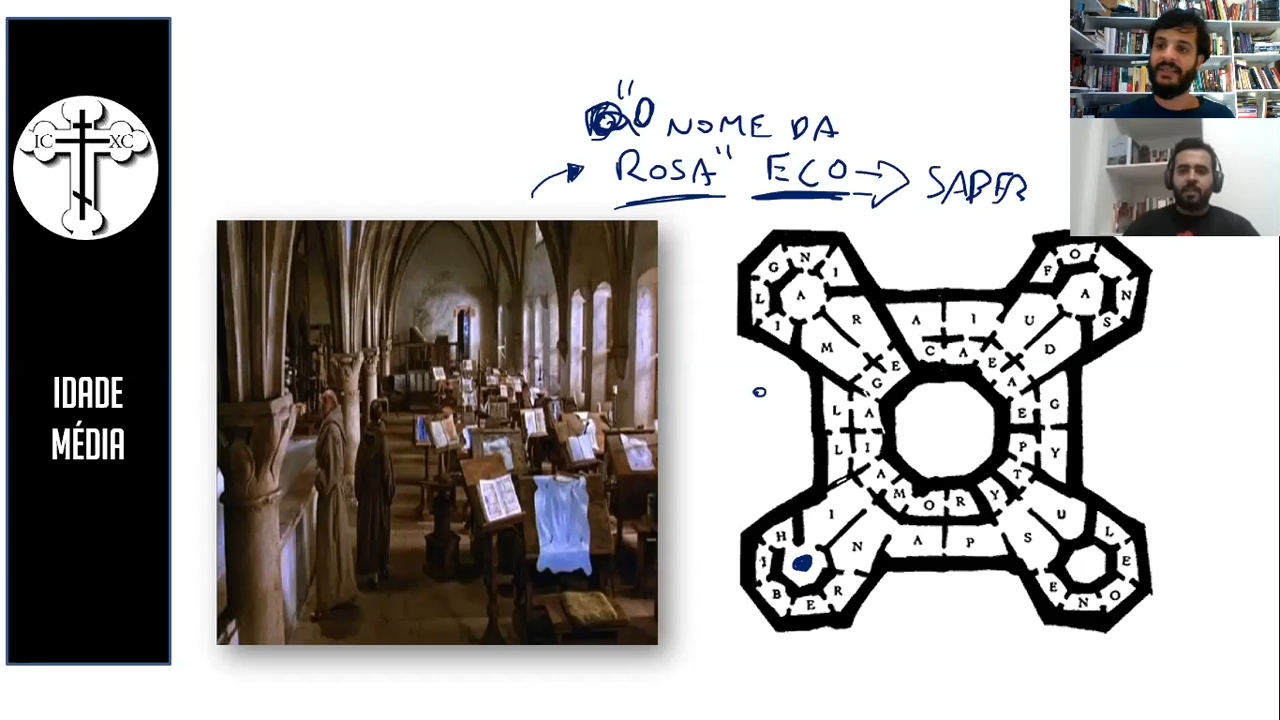 "O NOME DA
ROSA" ECO → SABER
IC XC
IDADE
MÉDIA
N O
G I F
L A A N
I R A I U S
M C A D
E E
G A
L A E G
L I P Y
A T
M O R Y
I U
H N A P S L
I E
B E R E N O